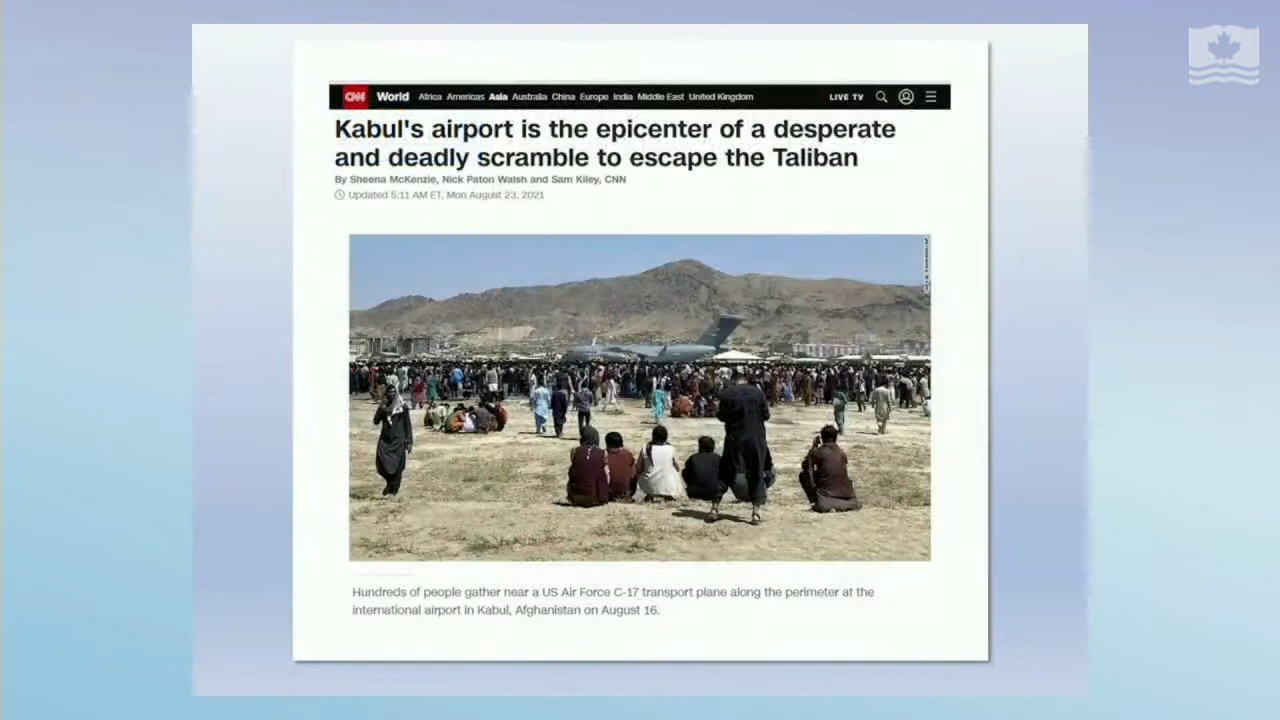 CNN World Africa Americas Asia Australia China Europe India Middle East United Kingdom LIVE TV
Kabul's airport is the epicenter of a desperate
and deadly scramble to escape the Taliban
By Sheena McKenzie, Nick Paton Walsh and Sam Kiley, CNN
Updated 5:11 AM ET, Mon August 23, 2021
Hundreds of people gather near a US Air Force C-17 transport plane along the perimeter at the
international airport in Kabul, Afghanistan on August 16.